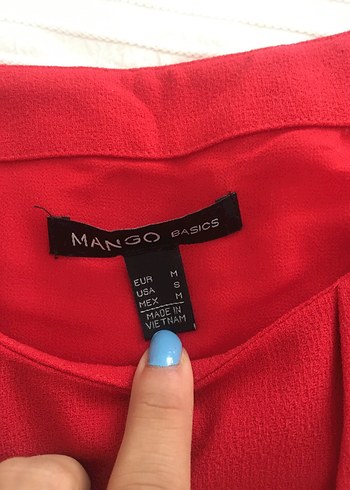 MANGO BASICS
EUR M
USA S
MEX M
MADE IN
VIETNAM